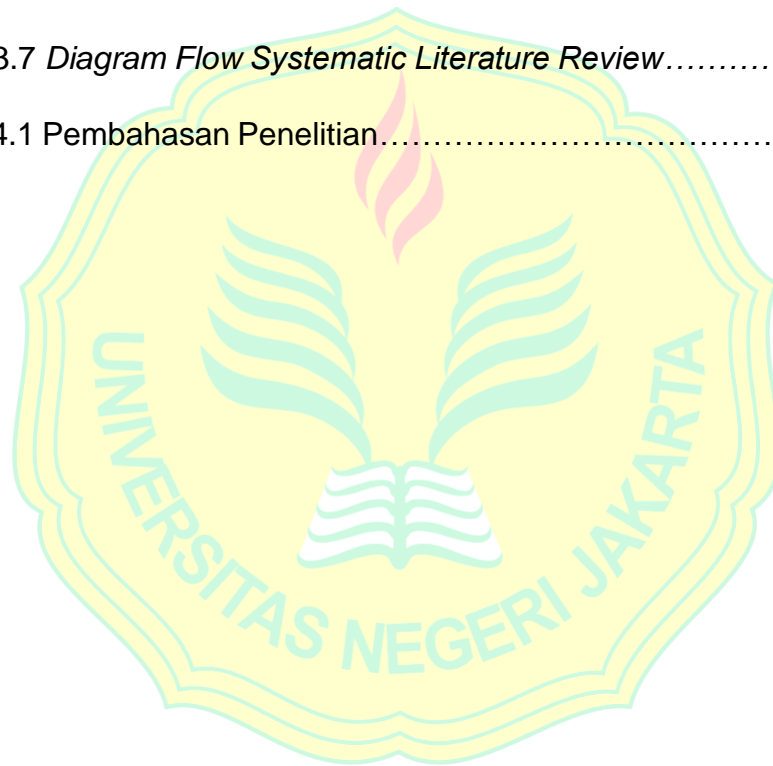 3.7 Diagram Flow Systematic Literature Review…………
4.1 Pembahasan Penelitian………………………………
UNIVERSITAS NEGERI JAKARTA